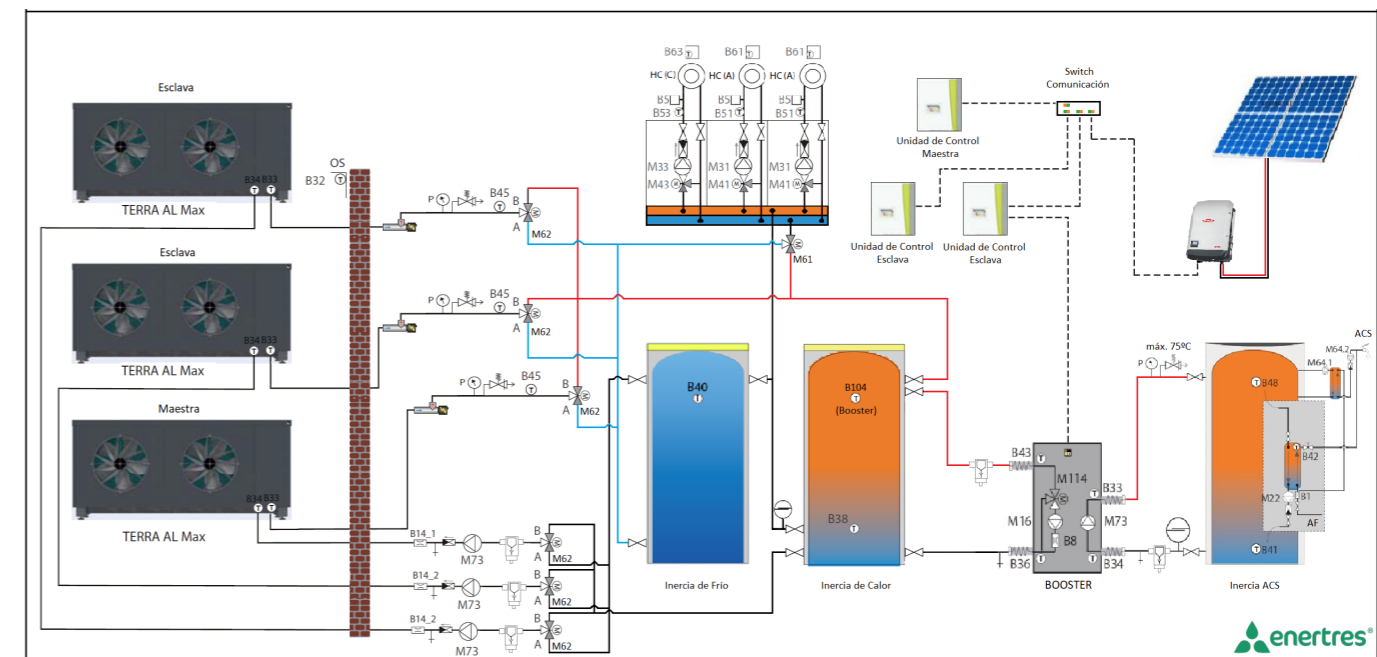 Esclava
B34 B33
TERRA AL Max
Esclava
B34 B33
TERRA AL Max
Maestra
B34 B33
TERRA AL Max
OS
B32 T
P
B45
T
B
A
M
M62
P
B45
T
B
A
M
M62
P
B45
T
B
A
M
M62
B14_1
M73
B
A
M62
B14_2
M73
B
A
M62
B14_2
M73
B
A
M62
B63 B61 B61
HC (C) HC (A) HC (A)
B5 B5 B5
B53 T B51 T B51 T
M33 M31 M31
M43 M41 M41
M61
Switch
Comunicación
Unidad de Control
Maestra
Unidad de Control
Esclava
Unidad de Control
Esclava
B40
T
Inercia de Frío
B104
T
(Booster)
B38
T
Inercia de Calor
B43
T
M114
B33
T
M16
M73
B8
B36
T
B34
T
BOOSTER
máx. 75ºC
P
ACS
M64.2
M64.1
B48
T
B42
M22
B1
AF
B41
T
Inercia ACS
enertres®